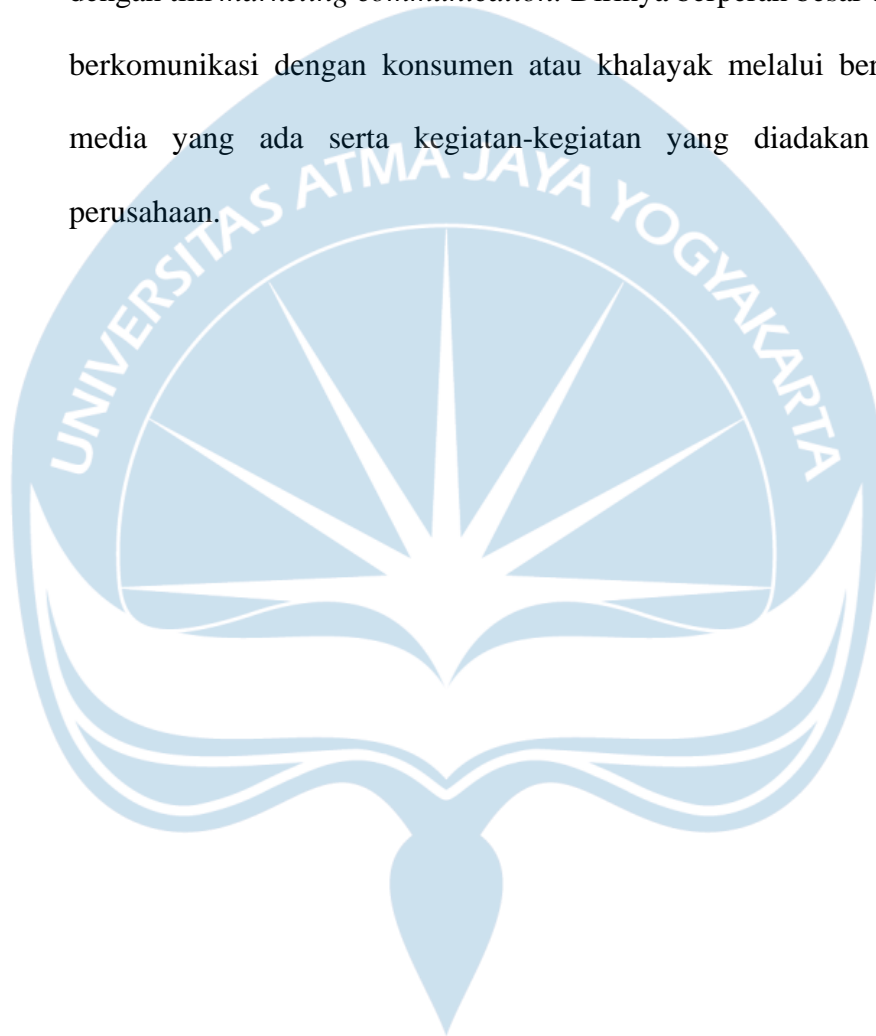 berkomunikasi dengan konsumen atau khalayak melalui
media yang ada serta kegiatan-kegiatan yang diadakan
perusahaan.
UNIVERSITAS ATMA JAYA YOGYAKARTA